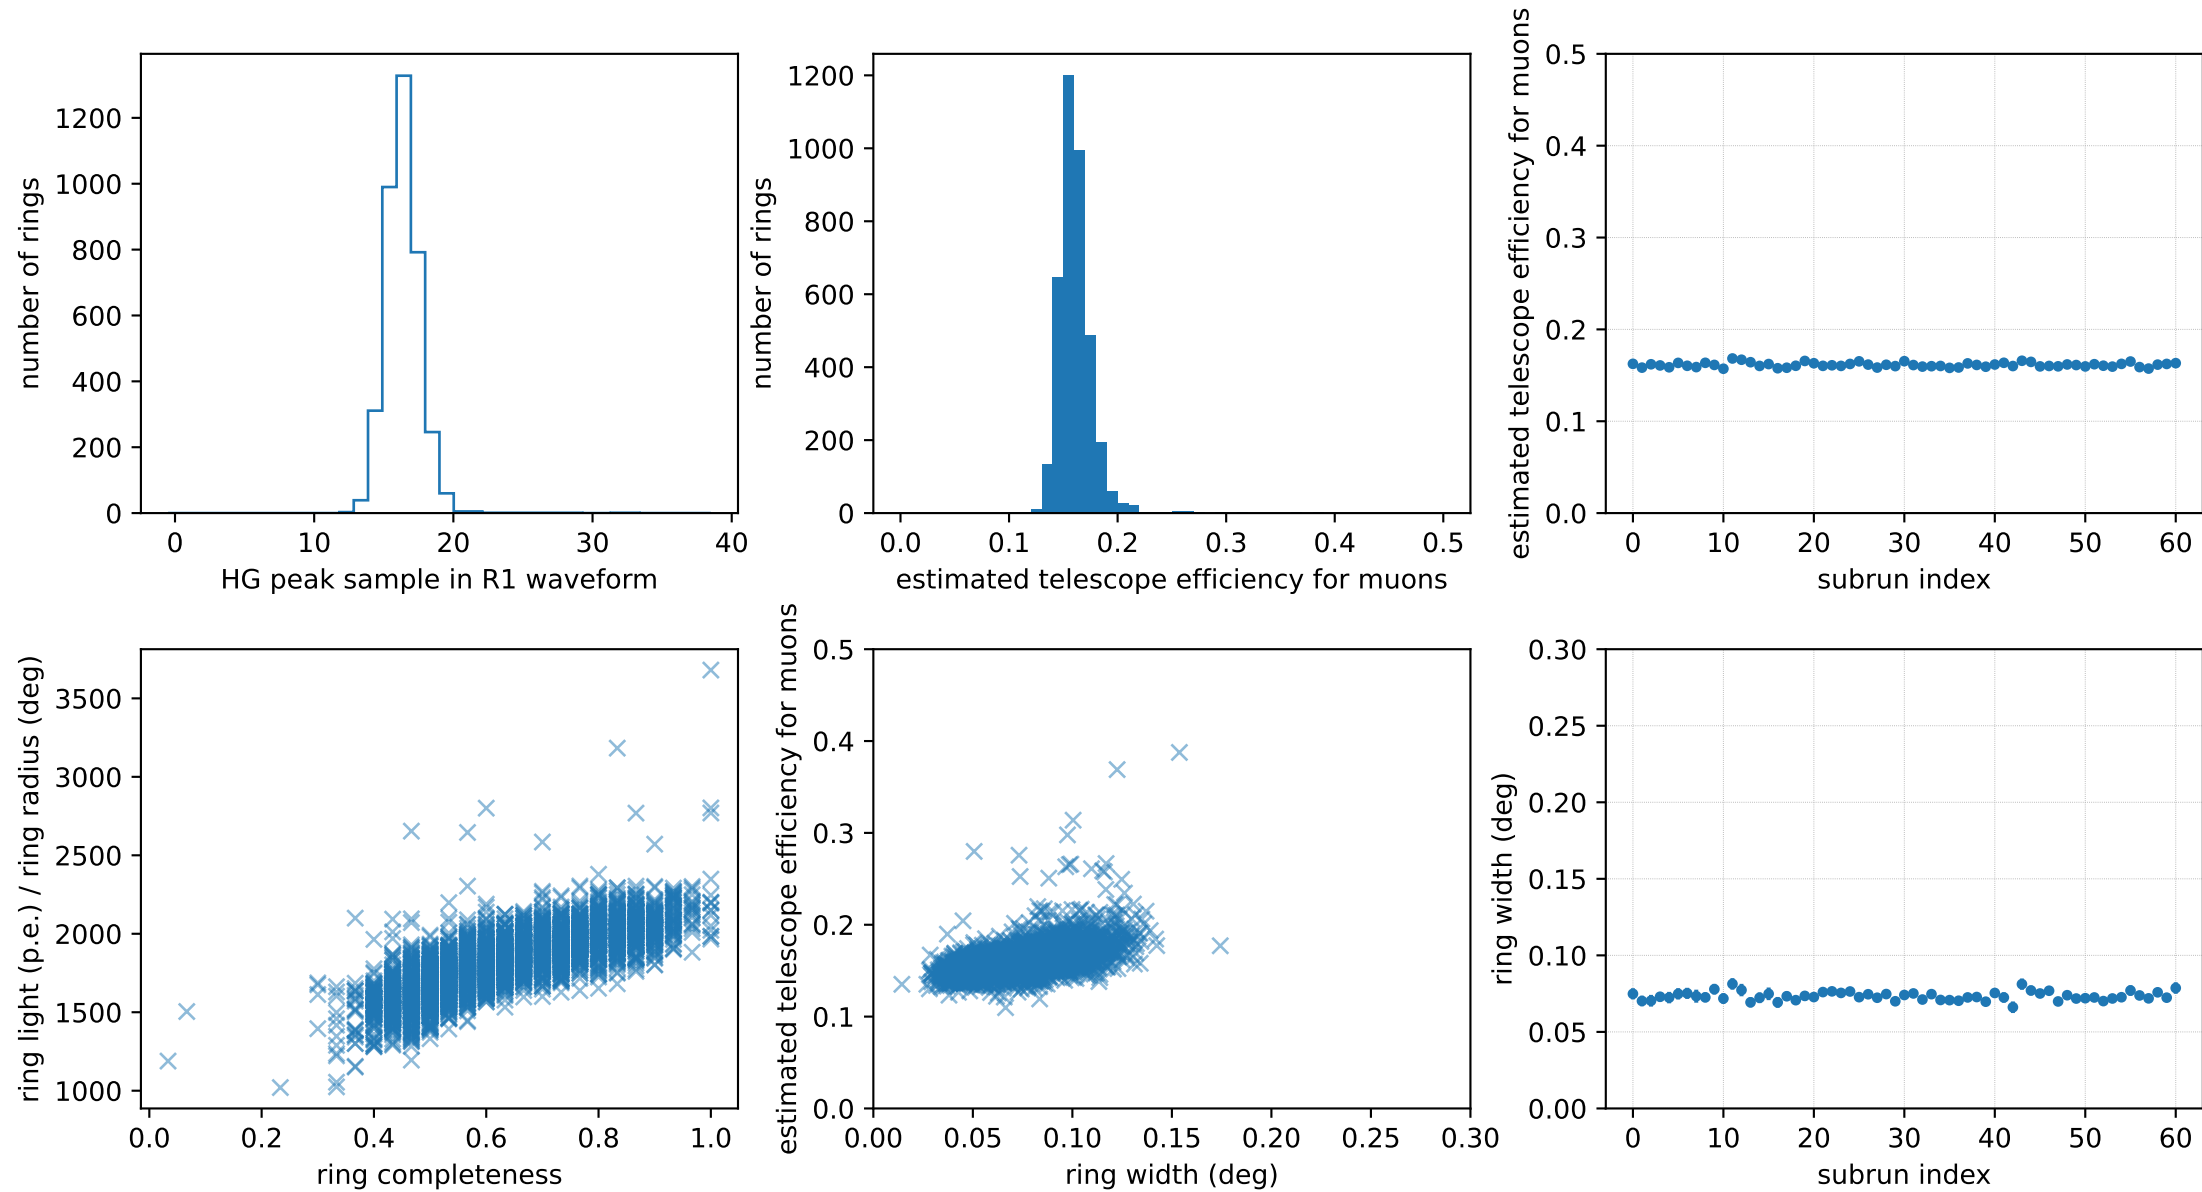 number of rings
1200
1000
800
600
400
200
0
0 10 20 30 40
HG peak sample in R1 waveform
number of rings
1200
1000
800
600
400
200
0
0.0 0.1 0.2 0.3 0.4 0.5
estimated telescope efficiency for muons
estimated telescope efficiency for muons
0.5
0.4
0.3
0.2
0.1
0.0
0 10 20 30 40 50 60
subrun index
ring light (p.e.) / ring radius (deg)
3500
3000
2500
2000
1500
1000
0.0 0.2 0.4 0.6 0.8 1.0
ring completeness
estimated telescope efficiency for muons
0.5
0.4
0.3
0.2
0.1
0.0
0.00 0.05 0.10 0.15 0.20 0.25 0.30
ring width (deg)
ring width (deg)
0.30
0.25
0.20
0.15
0.10
0.05
0.00
0 10 20 30 40 50 60
subrun index